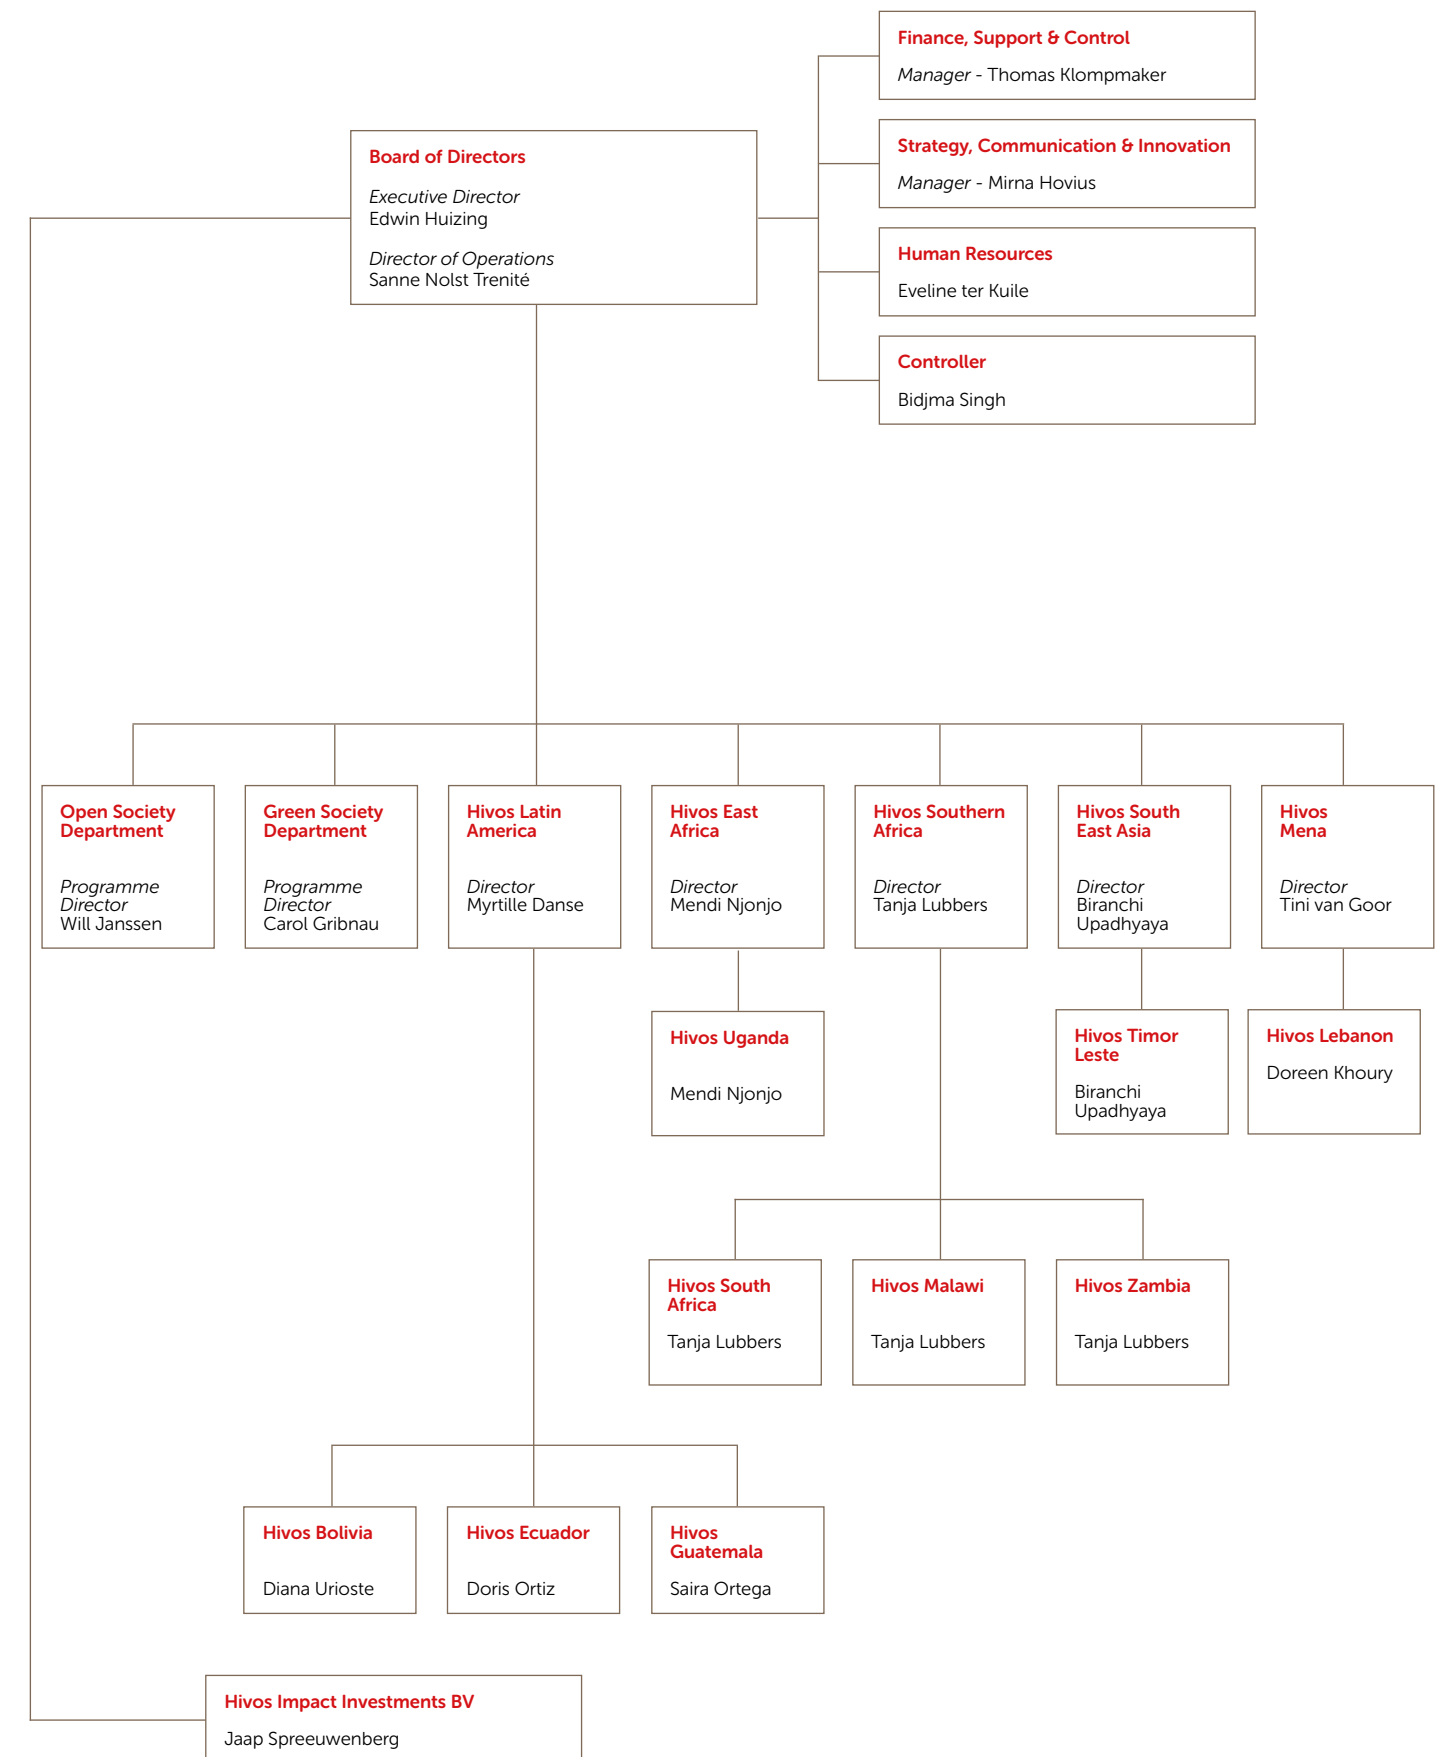 Finance, Support & Control
Manager - Thomas Klompmaker
Strategy, Communication & Innovation
Manager - Mirna Hovius
Human Resources
Eveline ter Kuile
Controller
Bidjma Singh
Board of Directors
Executive Director
Edwin Huizing
Director of Operations
Sanne Nolst Trenité
Open Society
Department
Programme
Director
Will Janssen
Green Society
Department
Programme
Director
Carol Gribnau
Hivos Latin
America
Director
Myrtille Danse
Hivos East
Africa
Director
Mendi Njonjo
Hivos Southern
Africa
Director
Tanja Lubbers
Hivos South
East Asia
Director
Biranchi
Upadhyaya
Hivos
Mena
Director
Tini van Goor
Hivos Uganda
Mendi Njonjo
Hivos Timor
Leste
Biranchi
Upadhyaya
Hivos Lebanon
Doreen Khoury
Hivos South
Africa
Tanja Lubbers
Hivos Malawi
Tanja Lubbers
Hivos Zambia
Tanja Lubbers
Hivos Bolivia
Diana Urioste
Hivos Ecuador
Doris Ortiz
Hivos
Guatemala
Saira Ortega
Hivos Impact Investments BV
Jaap Spreeuwenberg